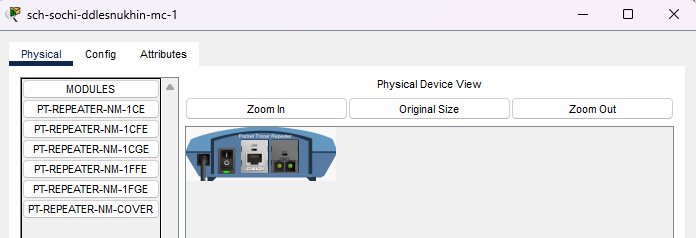 sch-sochi-ddlesnukhin-mc-1
Physical Config Attributes
MODULES
PT-REPEATER-NM-1CE
PT-REPEATER-NM-1CFE
PT-REPEATER-NM-1CGE
PT-REPEATER-NM-1FFE
PT-REPEATER-NM-1FGE
PT-REPEATER-NM-COVER
Physical Device View
Zoom In Original Size Zoom Out
Packet Tracer Repeater